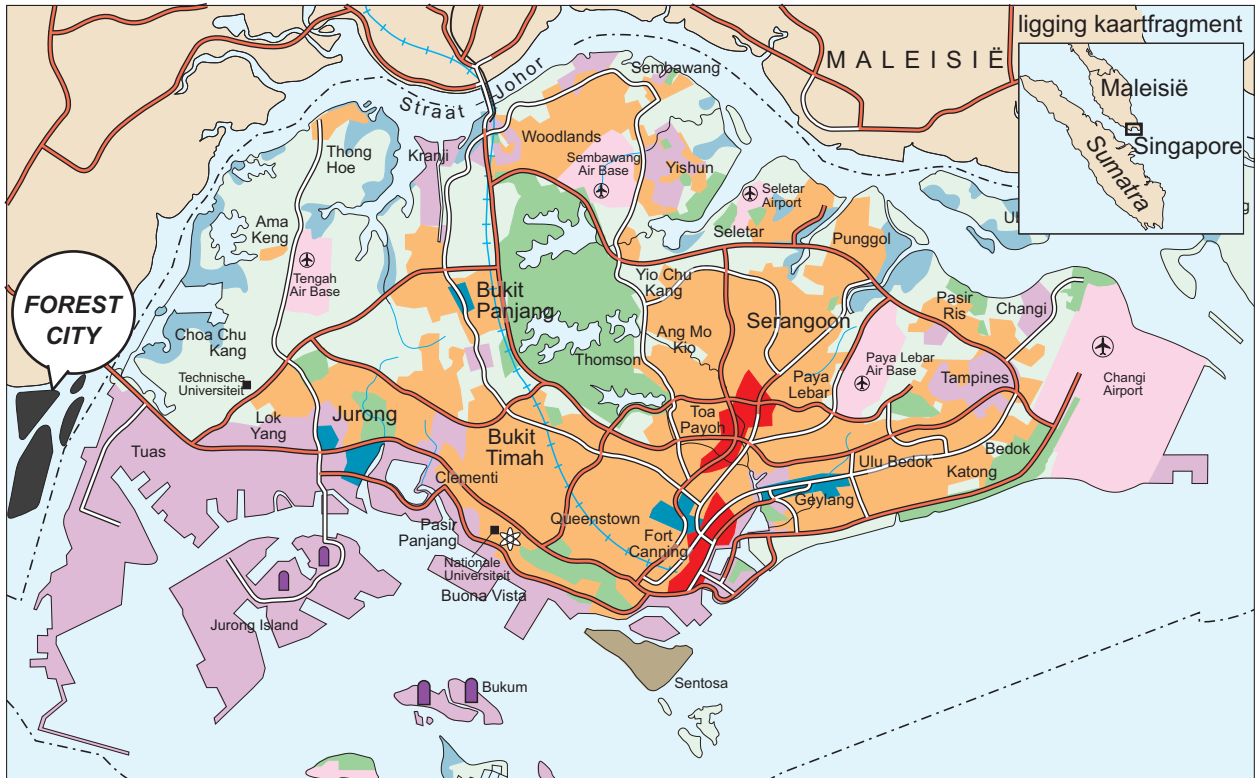 ligging kaartfragment
MALEISIË
Maleisië
Singapore
Sumatra
Straat Johor
Sembawang
Woodlands
Kranji
Thong
Hoe
Sembawang
Air Base
Yishun
Seletar
Airport
Seletar
Punggol
Ama
Keng
Tengah
Air Base
Yio Chu
Kang
Bukit
Panjang
Pasir
Ris
Changi
FOREST
CITY
Choa Chu
Kang
Serangoon
Ang Mo
Kio
Thomson
Paya Lebar
Air Base
Changi
Airport
Technische
Universiteit
Paya
Lebar
Tampines
Lok
Yang
Jurong
Toa
Payoh
Tuas
Bukit
Timah
Bedok
Ulu Bedok
Katong
Clementi
Geylang
Queenstown
Pasir
Panjang
Fort
Canning
Nationale
Universiteit
Buona Vista
Jurong Island
Bukum
Sentosa